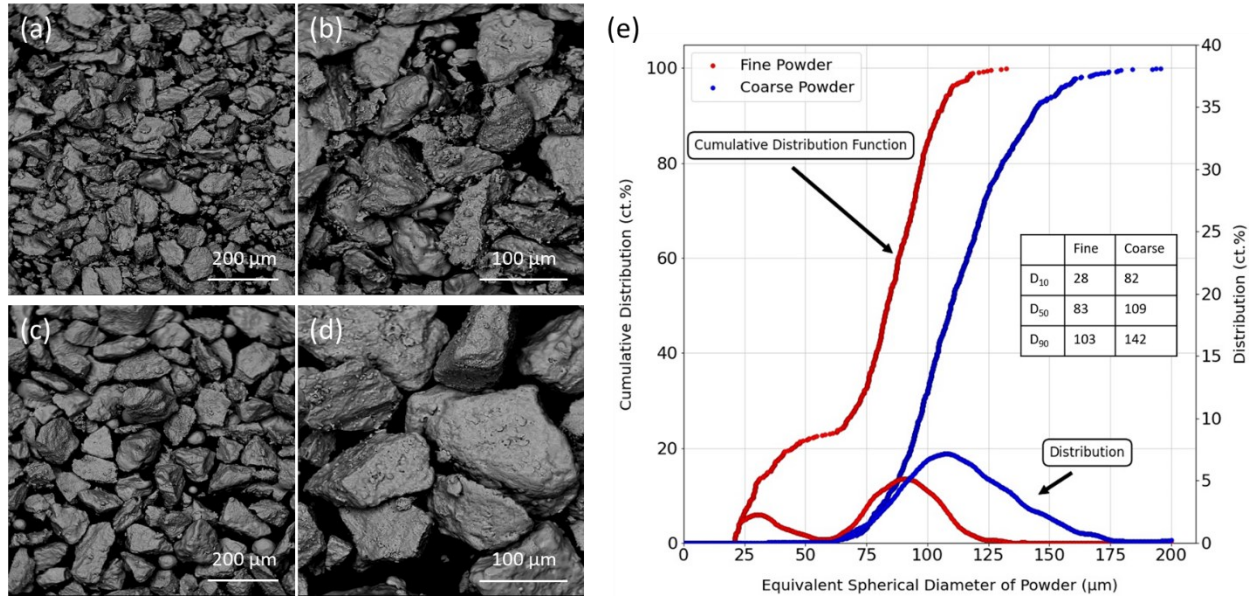 (a)
200 µm
(b)
100 µm
(c)
200 µm
(d)
100 µm
(e)
Fine Powder
Coarse Powder
Cumulative Distribution Function
Distribution
Fine Coarse
D₁₀ 28 82
D₅₀ 83 109
D₉₀ 103 142
Cumulative Distribution (ct.%)
100
80
60
40
20
0
Distribution (ct.%)
40
35
30
25
20
15
10
5
0
0 25 50 75 100 125 150 175 200
Equivalent Spherical Diameter of Powder (µm)